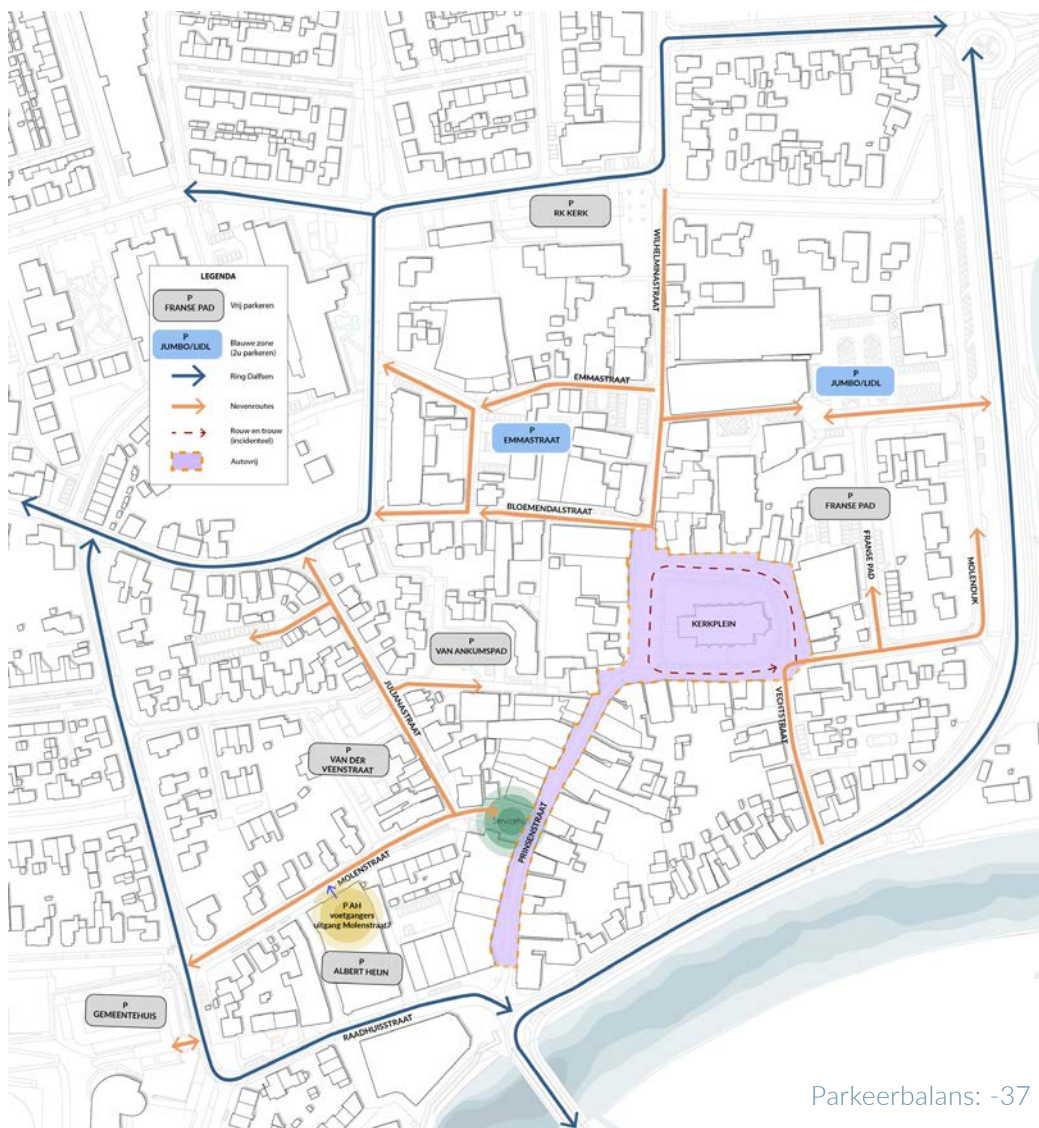 P
RK KERK
WILHELMINASTRAAT
LEGENDA
P
FRANSE PAD
Vrij parkeren
P
JUMBO/LIDL
Blauwe zone
(2u parkeren)
Ring Dalfsen
Nevenroutes
Rouw en trouw
(incidenteel)
Autovrij
EMMASTRAAT
P
JUMBO/LIDL
P
EMMASTRAAT
BLOEMENDALSTRAAT
P
FRANSE PAD
FRANSE PAD
MOLENDIJK
KERKPLEIN
P
VAN ANKUMSPAD
JULIANASTRAAT
VECHTSTRAAT
P
VAN DER
VEENSTRAAT
PRINSENSTRAAT
MOLENSTRAAT
P AH
voetgangers
uitgang Molenstraat?
P
ALBERT HEIJN
P
GEMEENTEHUIS
RAADHUISSTRAAT
Parkeerbalans: -37